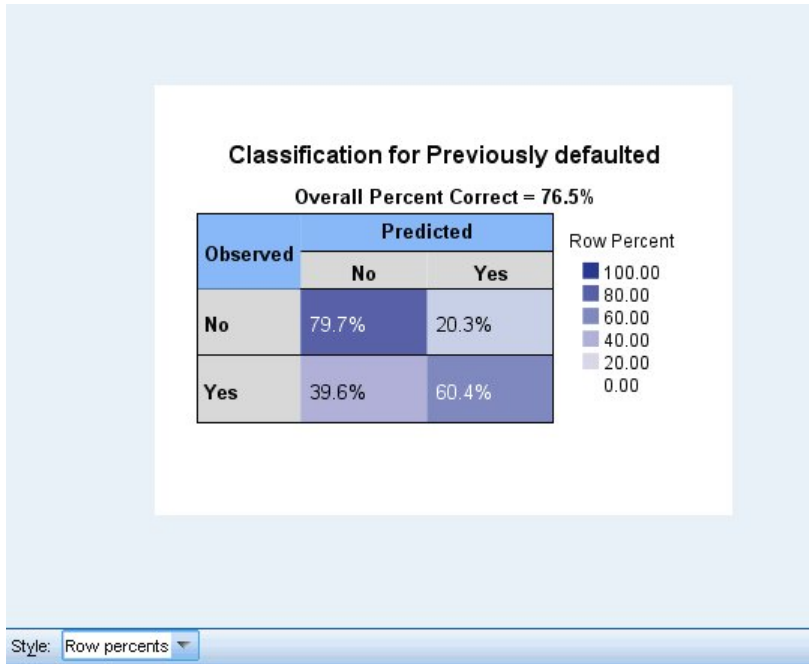 Classification for Previously defaulted
Overall Percent Correct = 76.5%
Observed
Predicted
No Yes
No 79.7% 20.3%
Yes 39.6% 60.4%
Row Percent
100.00
80.00
60.00
40.00
20.00
0.00
Style: Row percents